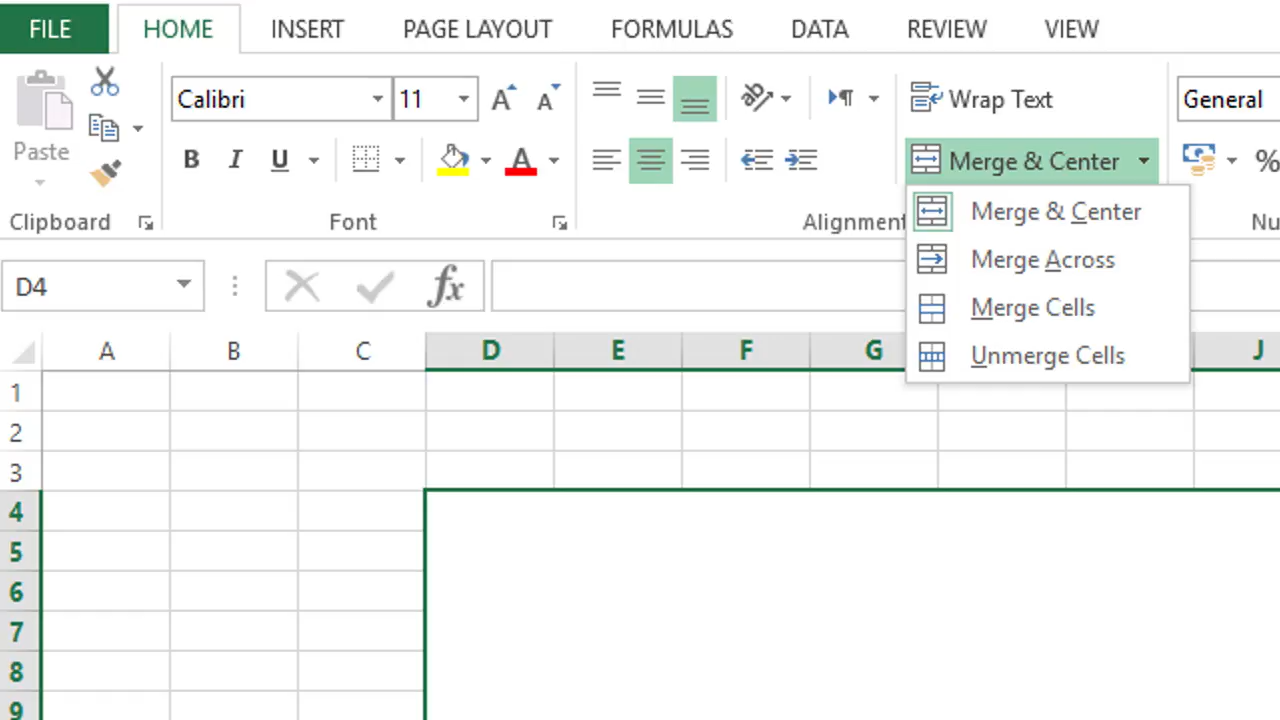 FILE HOME INSERT PAGE LAYOUT FORMULAS DATA REVIEW VIEW
Calibri 11 A A Wrap Text General
Paste B I U A Merge & Center %
Clipboard Font Alignment Nu
Merge & Center
Merge Across
Merge Cells
Unmerge Cells
D4 fx
A B C D E F G J
1
2
3
4
5
6
7
8
9